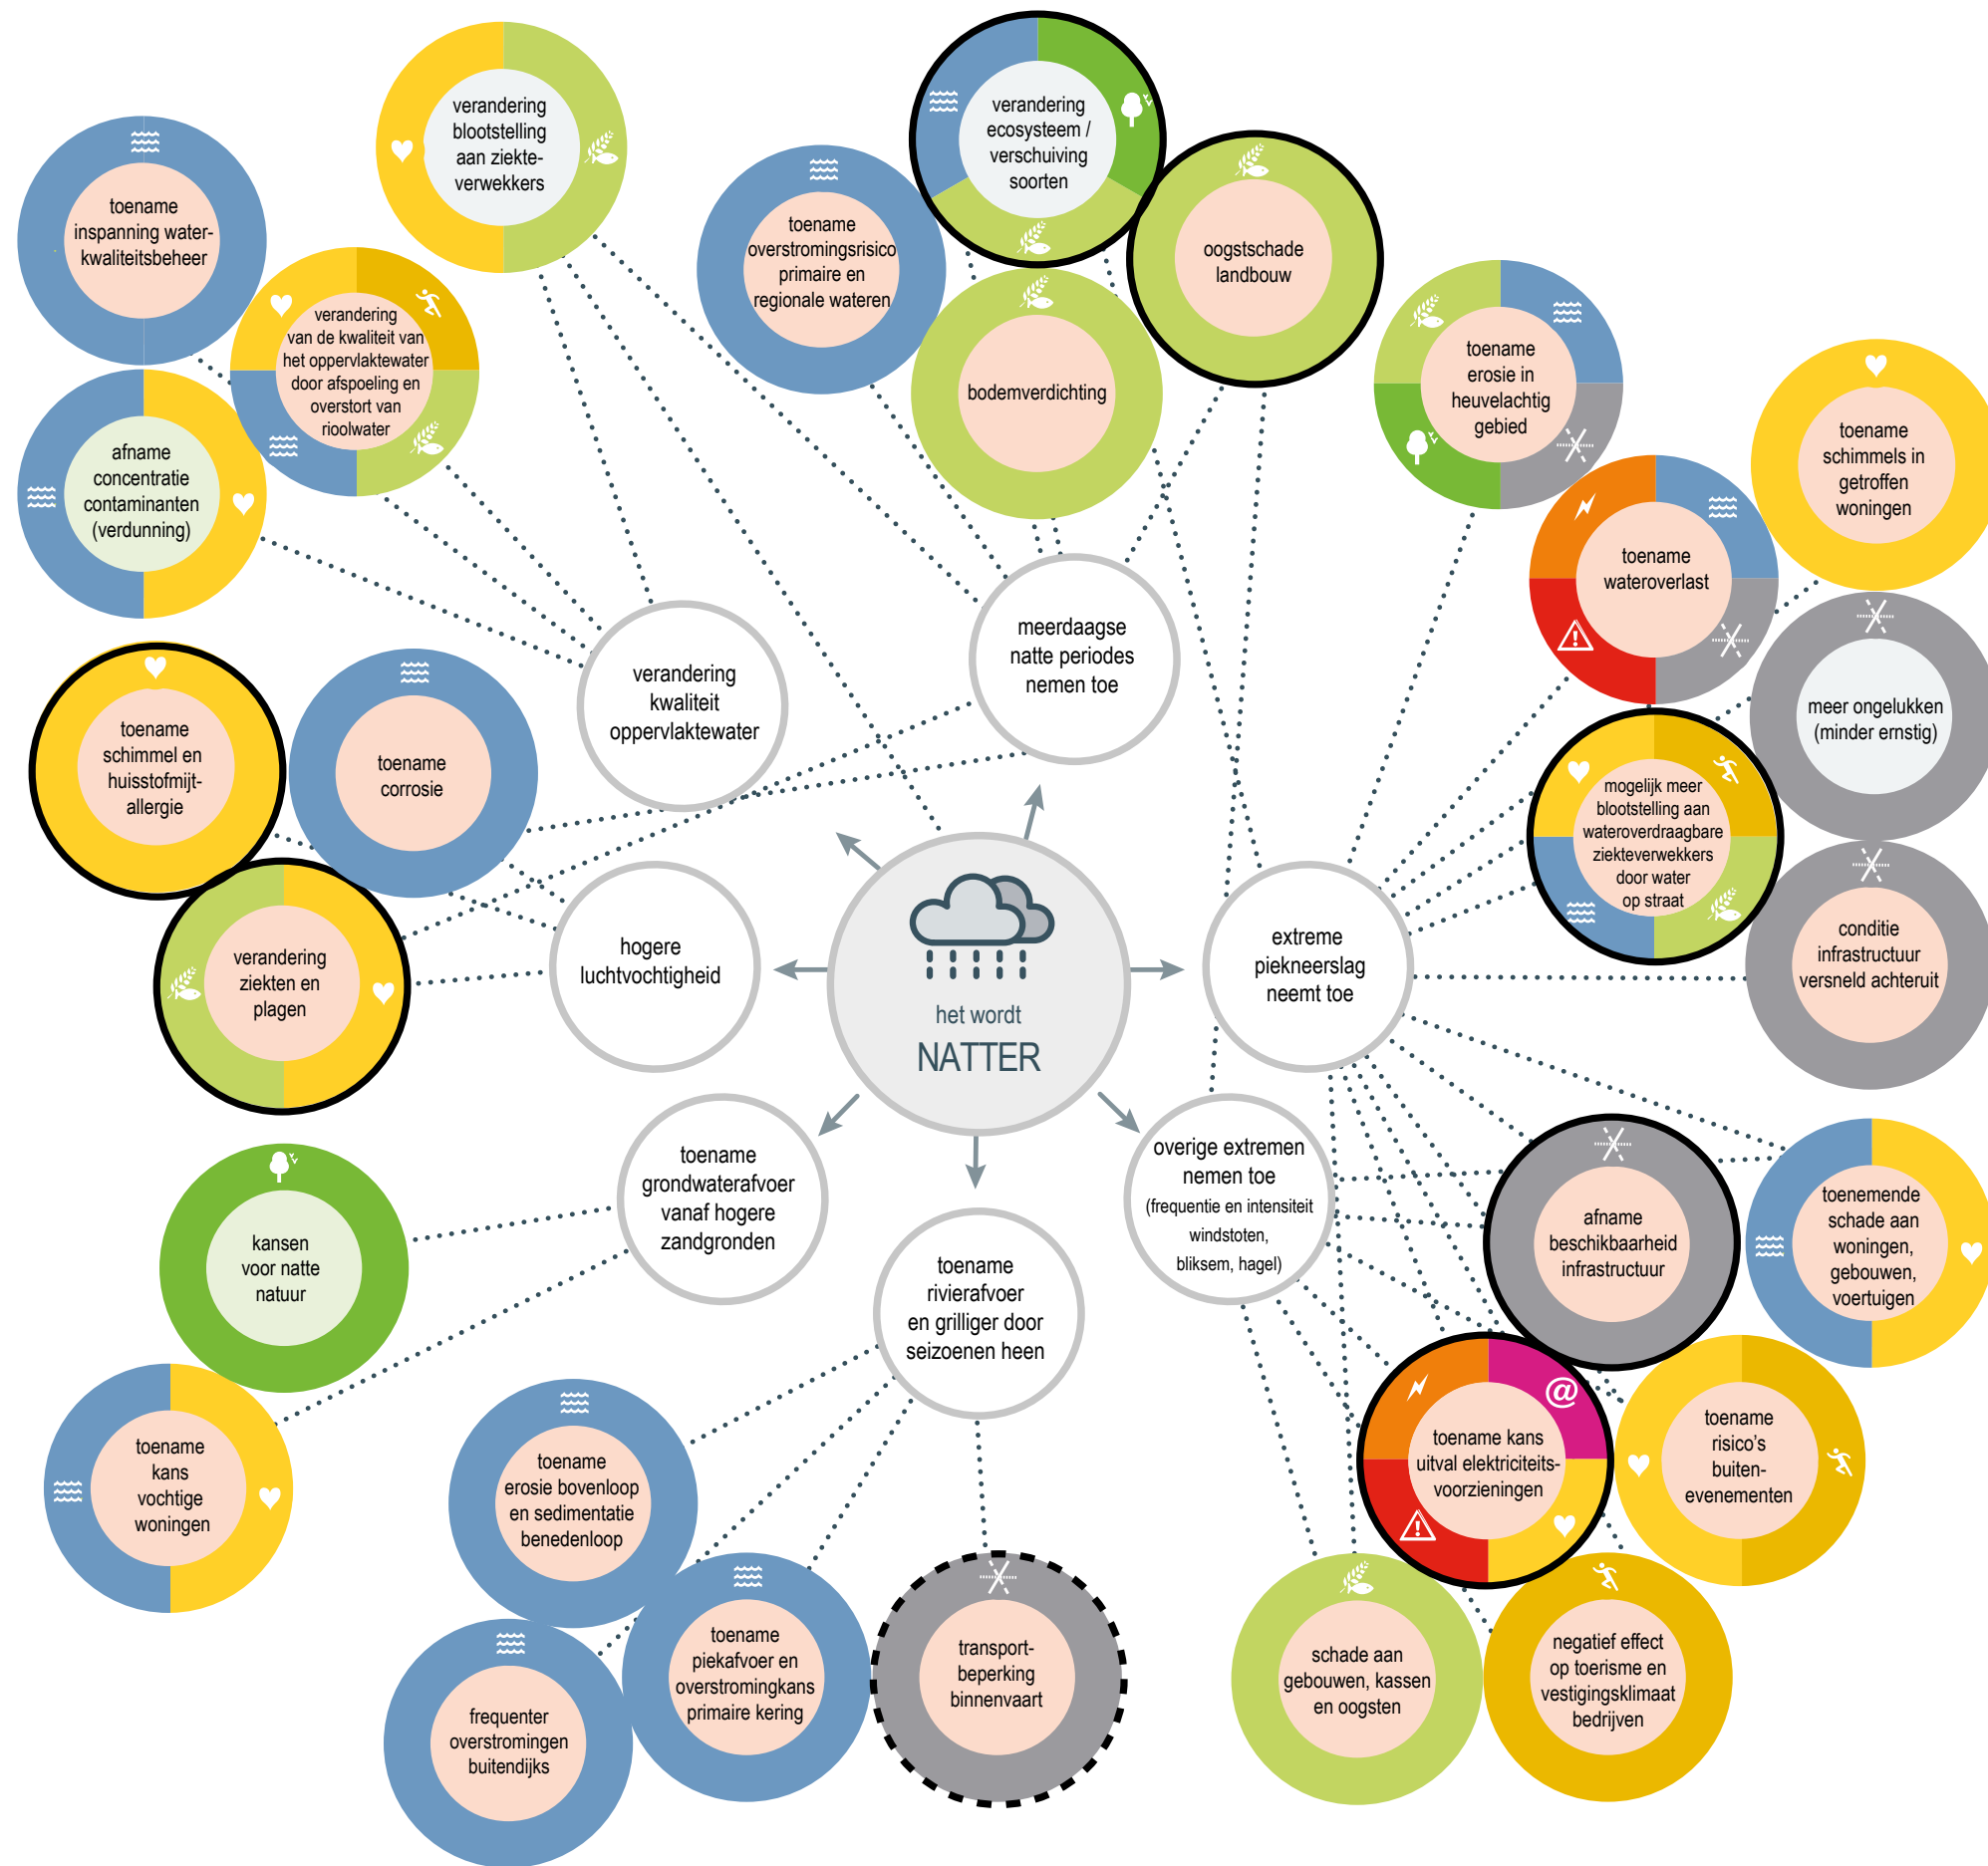 verandering
blootstelling
aan ziekte-
verwekkers
toename
inspanning water-
kwaliteitsbeheer
verandering
van de kwaliteit van
het oppervlaktewater
door afspoeling en
overstort van
rioolwater
afname
concentratie
contaminanten
(verdunning)
verandering
ecosysteem /
verschuiving
soorten
toename
overstromingsrisico
primaire en
regionale wateren
oogstschade
landbouw
bodemverdichting
toename
erosie in
heuvelachtig
gebied
toename
schimmels in
getroffen
woningen
toename
wateroverlast
meer ongelukken
(minder ernstig)
mogelijk meer
blootstelling aan
wateroverdraagbare
ziekteverwekkers
door water
op straat
conditie
infrastructuur
versneld achteruit
verandering
kwaliteit
oppervlaktewater
meerdaagse
natte periodes
nemen toe
toename
schimmel en
huisstofmijt-
allergie
toename
corrosie
verandering
ziekten en
plagen
hogere
luchtvochtigheid
het wordt
NATTER
extreme
piekneerslag
neemt toe
toename
grondwaterafvoer
vanaf hogere
zandgronden
toename
rivierafvoer
en grilliger door
seizoenen heen
overige extremen
nemen toe
(frequentie en intensiteit
windstoten,
bliksem, hagel)
afname
beschikbaarheid
infrastructuur
toenemende
schade aan
woningen,
gebouwen,
voertuigen
kansen
voor natte
natuur
toename
kans
vochtige
woningen
toename
erosie bovenloop
en sedimentatie
benedenloop
@
toename kans
uitval elektriciteits-
voorzieningen
toename
risico's
buiten-
evenementen
frequenter
overstromingen
buitendijks
toename
piekafvoer en
overstromingkans
primaire kering
transport-
beperking
binnenvaart
schade aan
gebouwen, kassen
en oogsten
negatief effect
op toerisme en
vestigingsklimaat
bedrijven